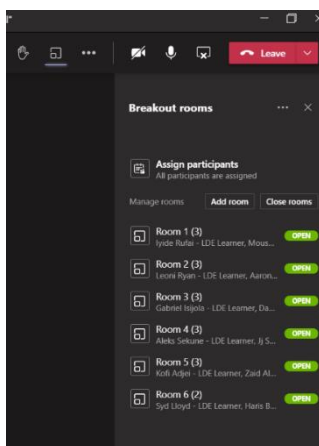 Leave
Breakout rooms
Assign participants
All participants are assigned
Manage rooms Add room Close rooms
Room 1 (3)
Iyide Rufai - LDE Learner, Mous... OPEN
Room 2 (3)
Leoni Ryan - LDE Learner, Aaron... OPEN
Room 3 (3)
Gabriel Isijola - LDE Learner, Da... OPEN
Room 4 (3)
Aleks Sekune - LDE Learner, Ij S... OPEN
Room 5 (3)
Kofi Adjei - LDE Learner, Zaid Al... OPEN
Room 6 (2)
Syd Lloyd - LDE Learner, Haris B... OPEN